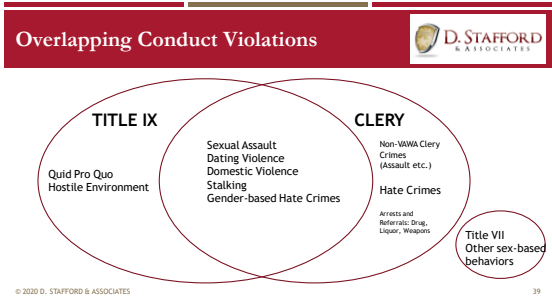 Overlapping Conduct Violations
D. STAFFORD
& ASSOCIATES
TITLE IX
CLERY
Quid Pro Quo
Hostile Environment
Sexual Assault
Dating Violence
Domestic Violence
Stalking
Gender-based Hate Crimes
Non-VAWA Clery
Crimes
(Assault etc.)
Hate Crimes
Arrests and
Referrals: Drug,
Liquor, Weapons
Title VII
Other sex-based
behaviors
© 2020 D. STAFFORD & ASSOCIATES
39